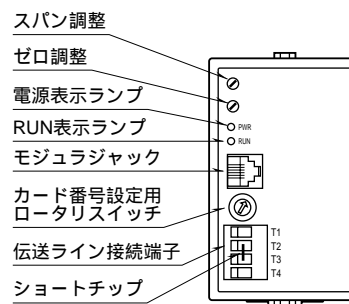 スパン調整
ゼロ調整
電源表示ランプ
PWR
RUN表示ランプ
RUN
モジュラジャック
カード番号設定用
ロータリスイッチ
T1
伝送ライン接続端子
T2
T3
ショートチップ
T4